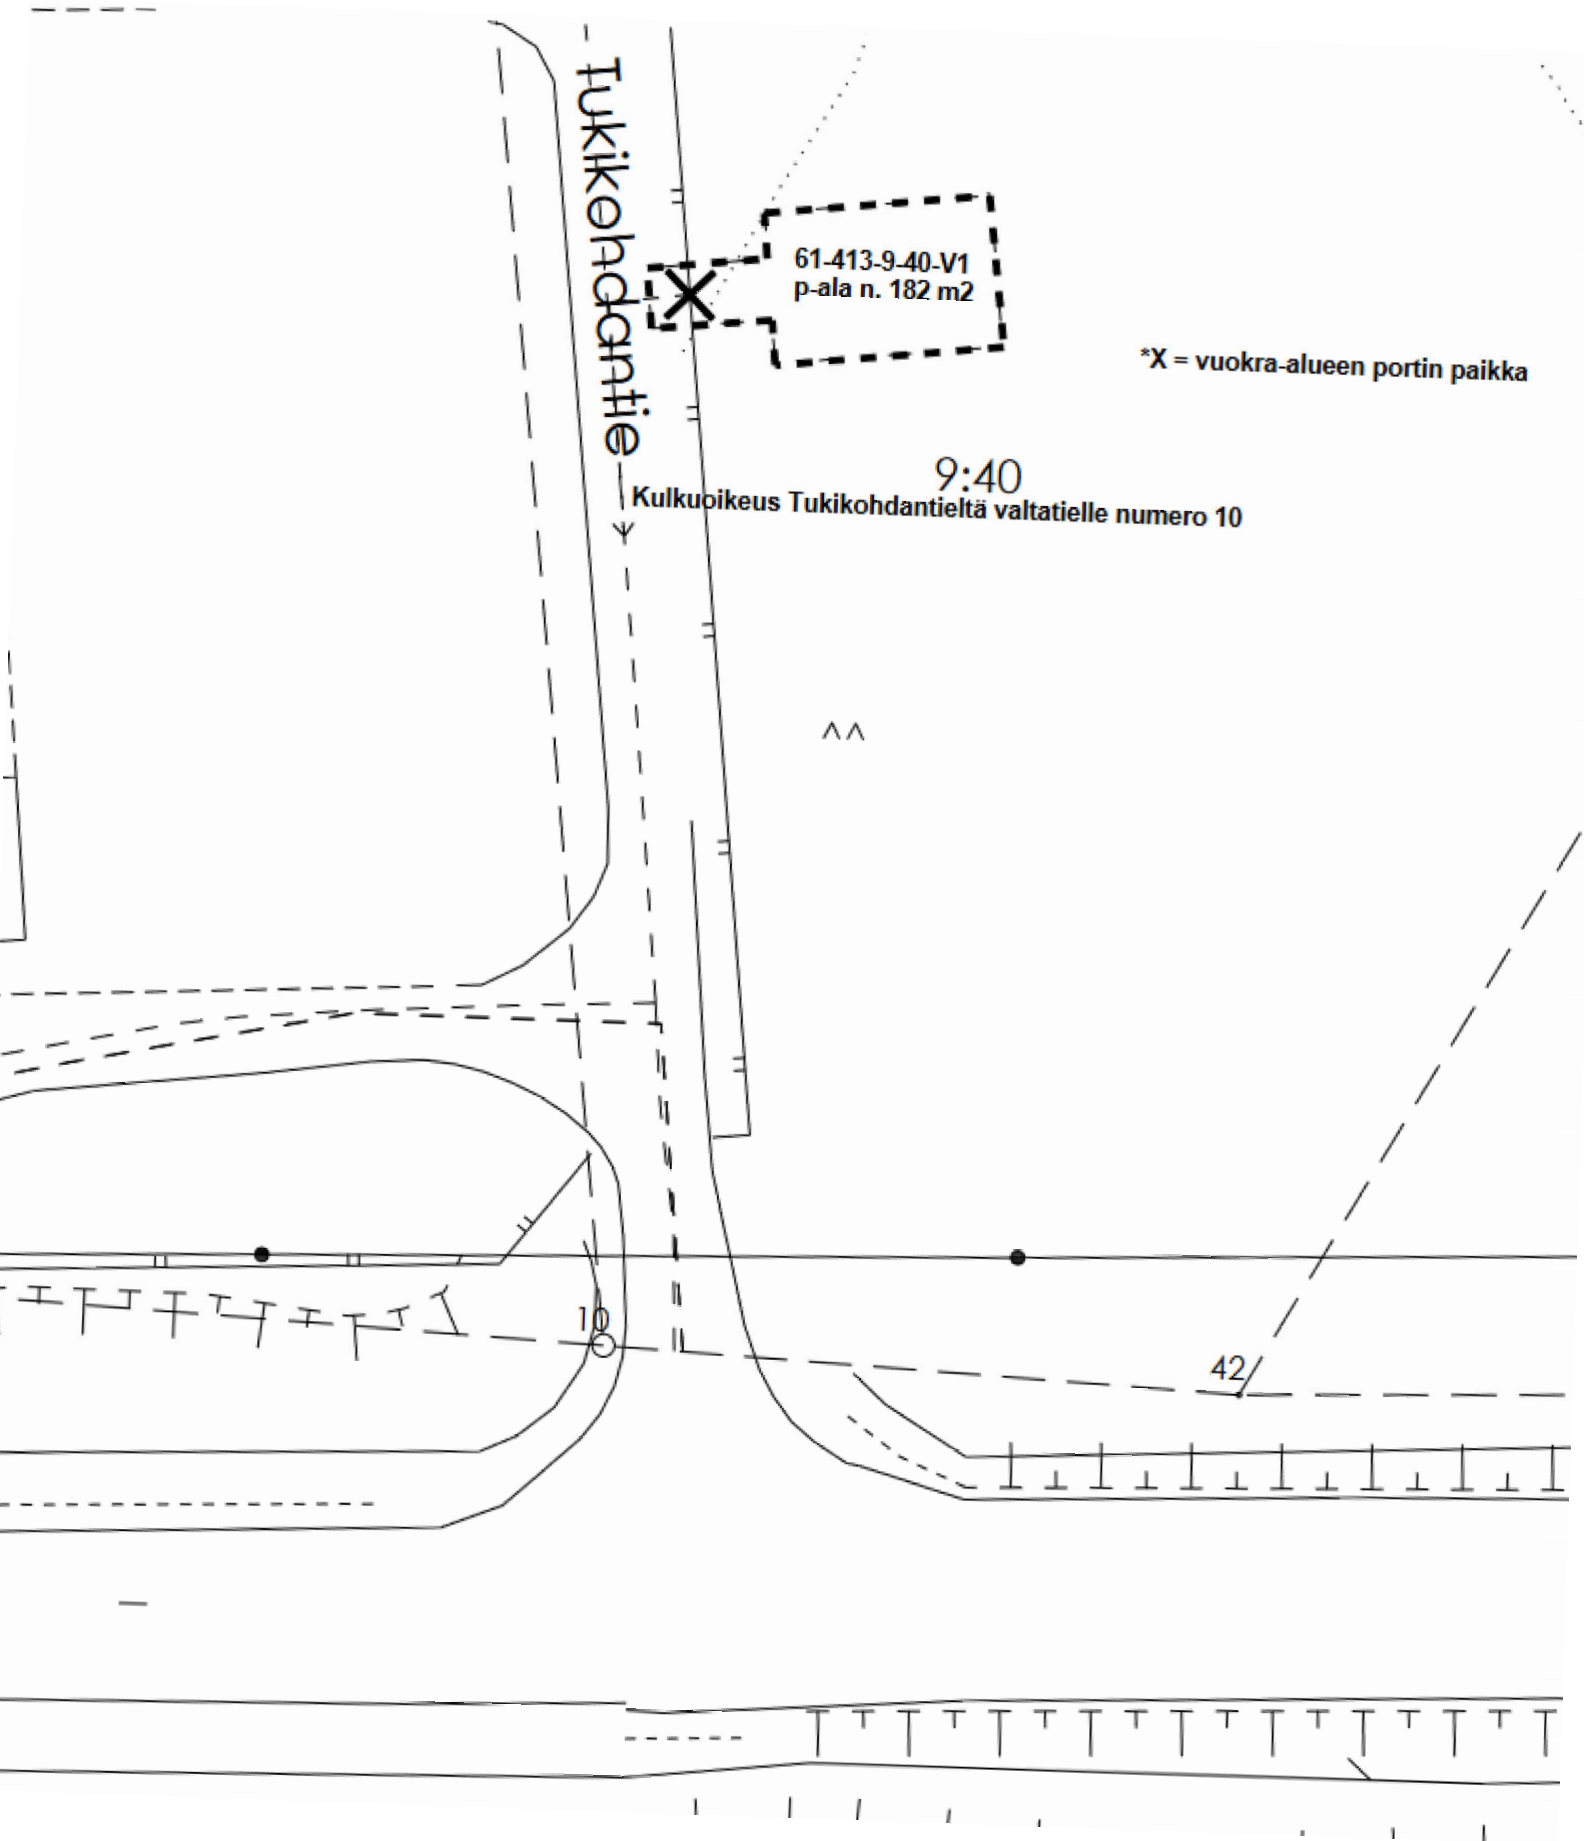 Tukikohdantie
61-413-9-40-V1
p-ala n. 182 m2
*X = vuokra-alueen portin paikka
9:40
Kulkuoikeus Tukikohdantieltä valtatielle numero 10
10
42